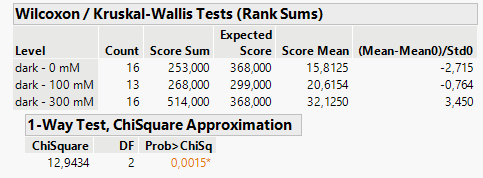 Wilcoxon / Kruskal-Wallis Tests (Rank Sums)
Expected
Level Count Score Sum Score Score Mean (Mean-Mean0)/Std0
dark - 0 mM 16 253,000 368,000 15,8125 -2,715
dark - 100 mM 13 268,000 299,000 20,6154 -0,764
dark - 300 mM 16 514,000 368,000 32,1250 3,450
1-Way Test, ChiSquare Approximation
ChiSquare DF Prob>ChiSq
12,9434 2 0,0015*